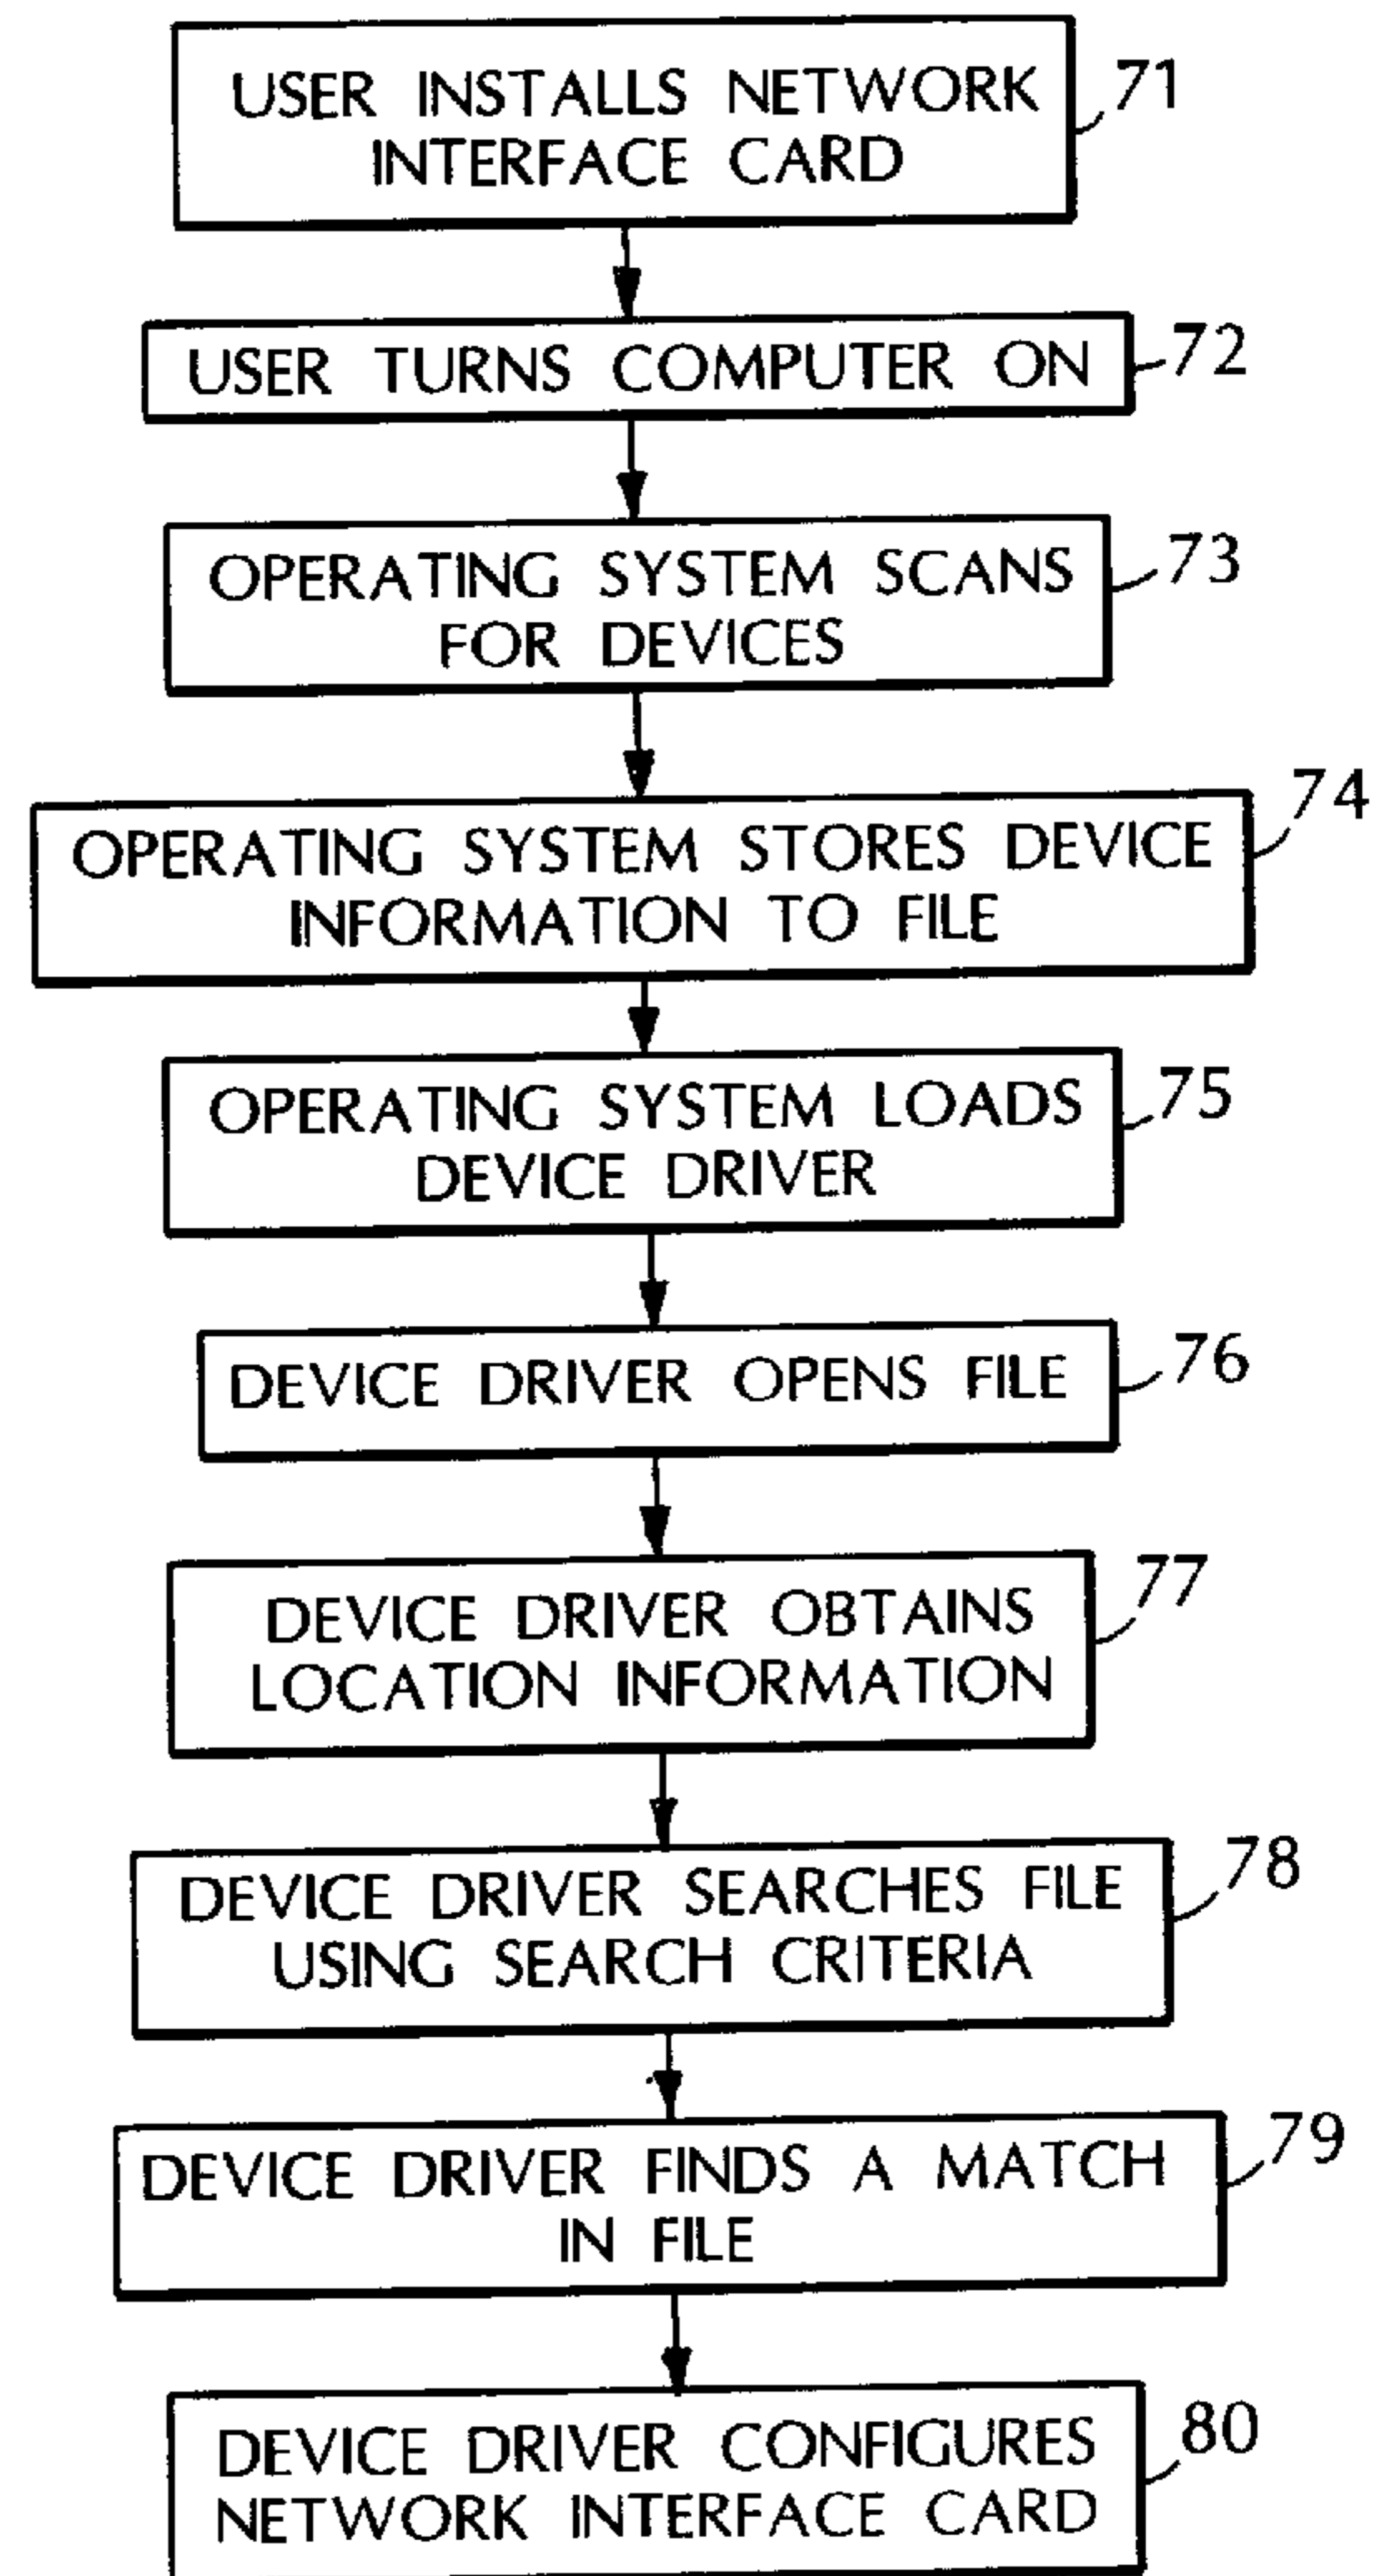 USER INSTALLS NETWORK
INTERFACE CARD
71
USER TURNS COMPUTER ON
72
OPERATING SYSTEM SCANS
FOR DEVICES
73
OPERATING SYSTEM STORES DEVICE
INFORMATION TO FILE
74
OPERATING SYSTEM LOADS
DEVICE DRIVER
75
DEVICE DRIVER OPENS FILE
76
DEVICE DRIVER OBTAINS
LOCATION INFORMATION
77
DEVICE DRIVER SEARCHES FILE
USING SEARCH CRITERIA
78
DEVICE DRIVER FINDS A MATCH
IN FILE
79
DEVICE DRIVER CONFIGURES
NETWORK INTERFACE CARD
80